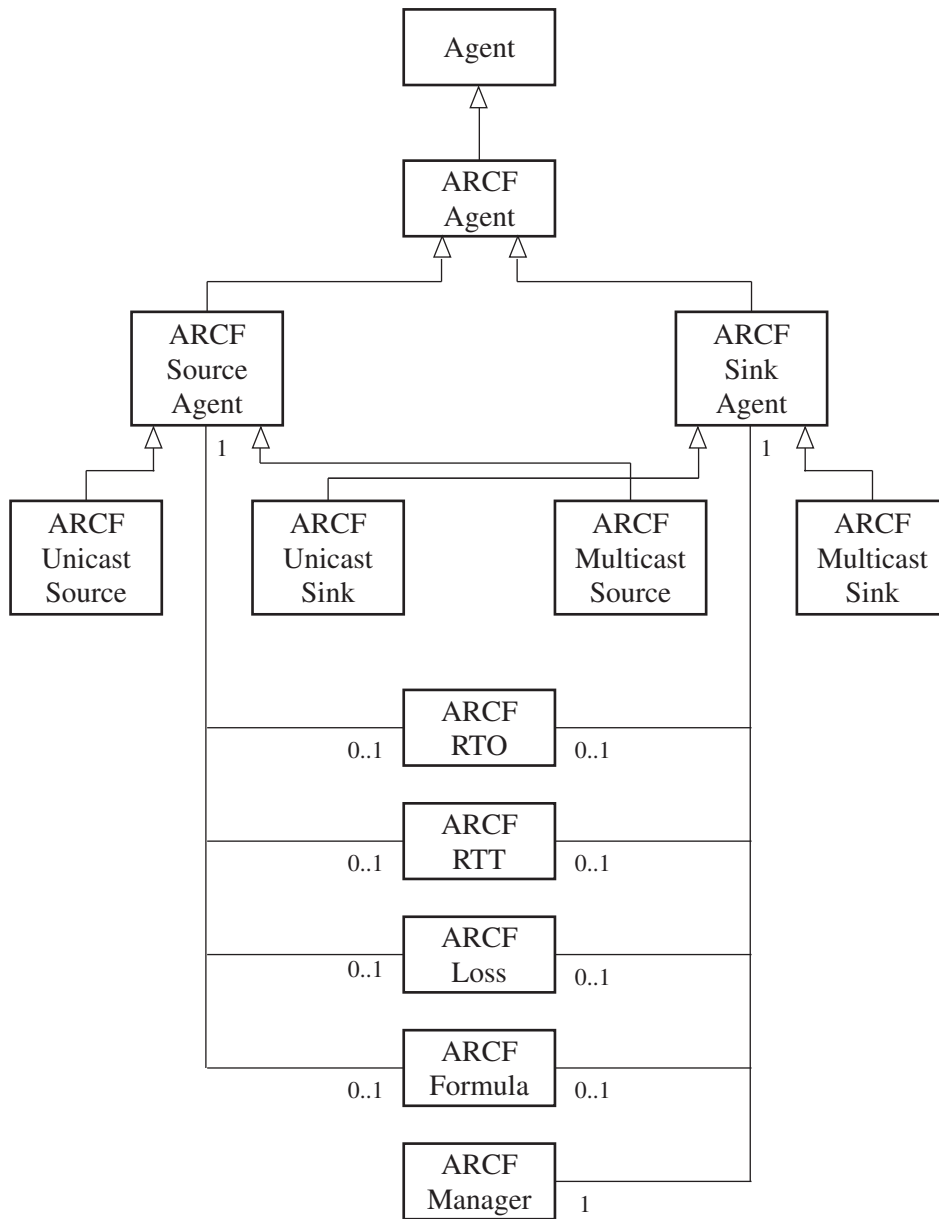 Agent
ARCF
Agent
ARCF
Source
Agent
ARCF
Sink
Agent
1
1
ARCF
Unicast
Source
ARCF
Unicast
Sink
ARCF
Multicast
Source
ARCF
Multicast
Sink
ARCF
RTO
0..1
0..1
ARCF
RTT
0..1
0..1
ARCF
Loss
0..1
0..1
ARCF
Formula
0..1
0..1
ARCF
Manager
1